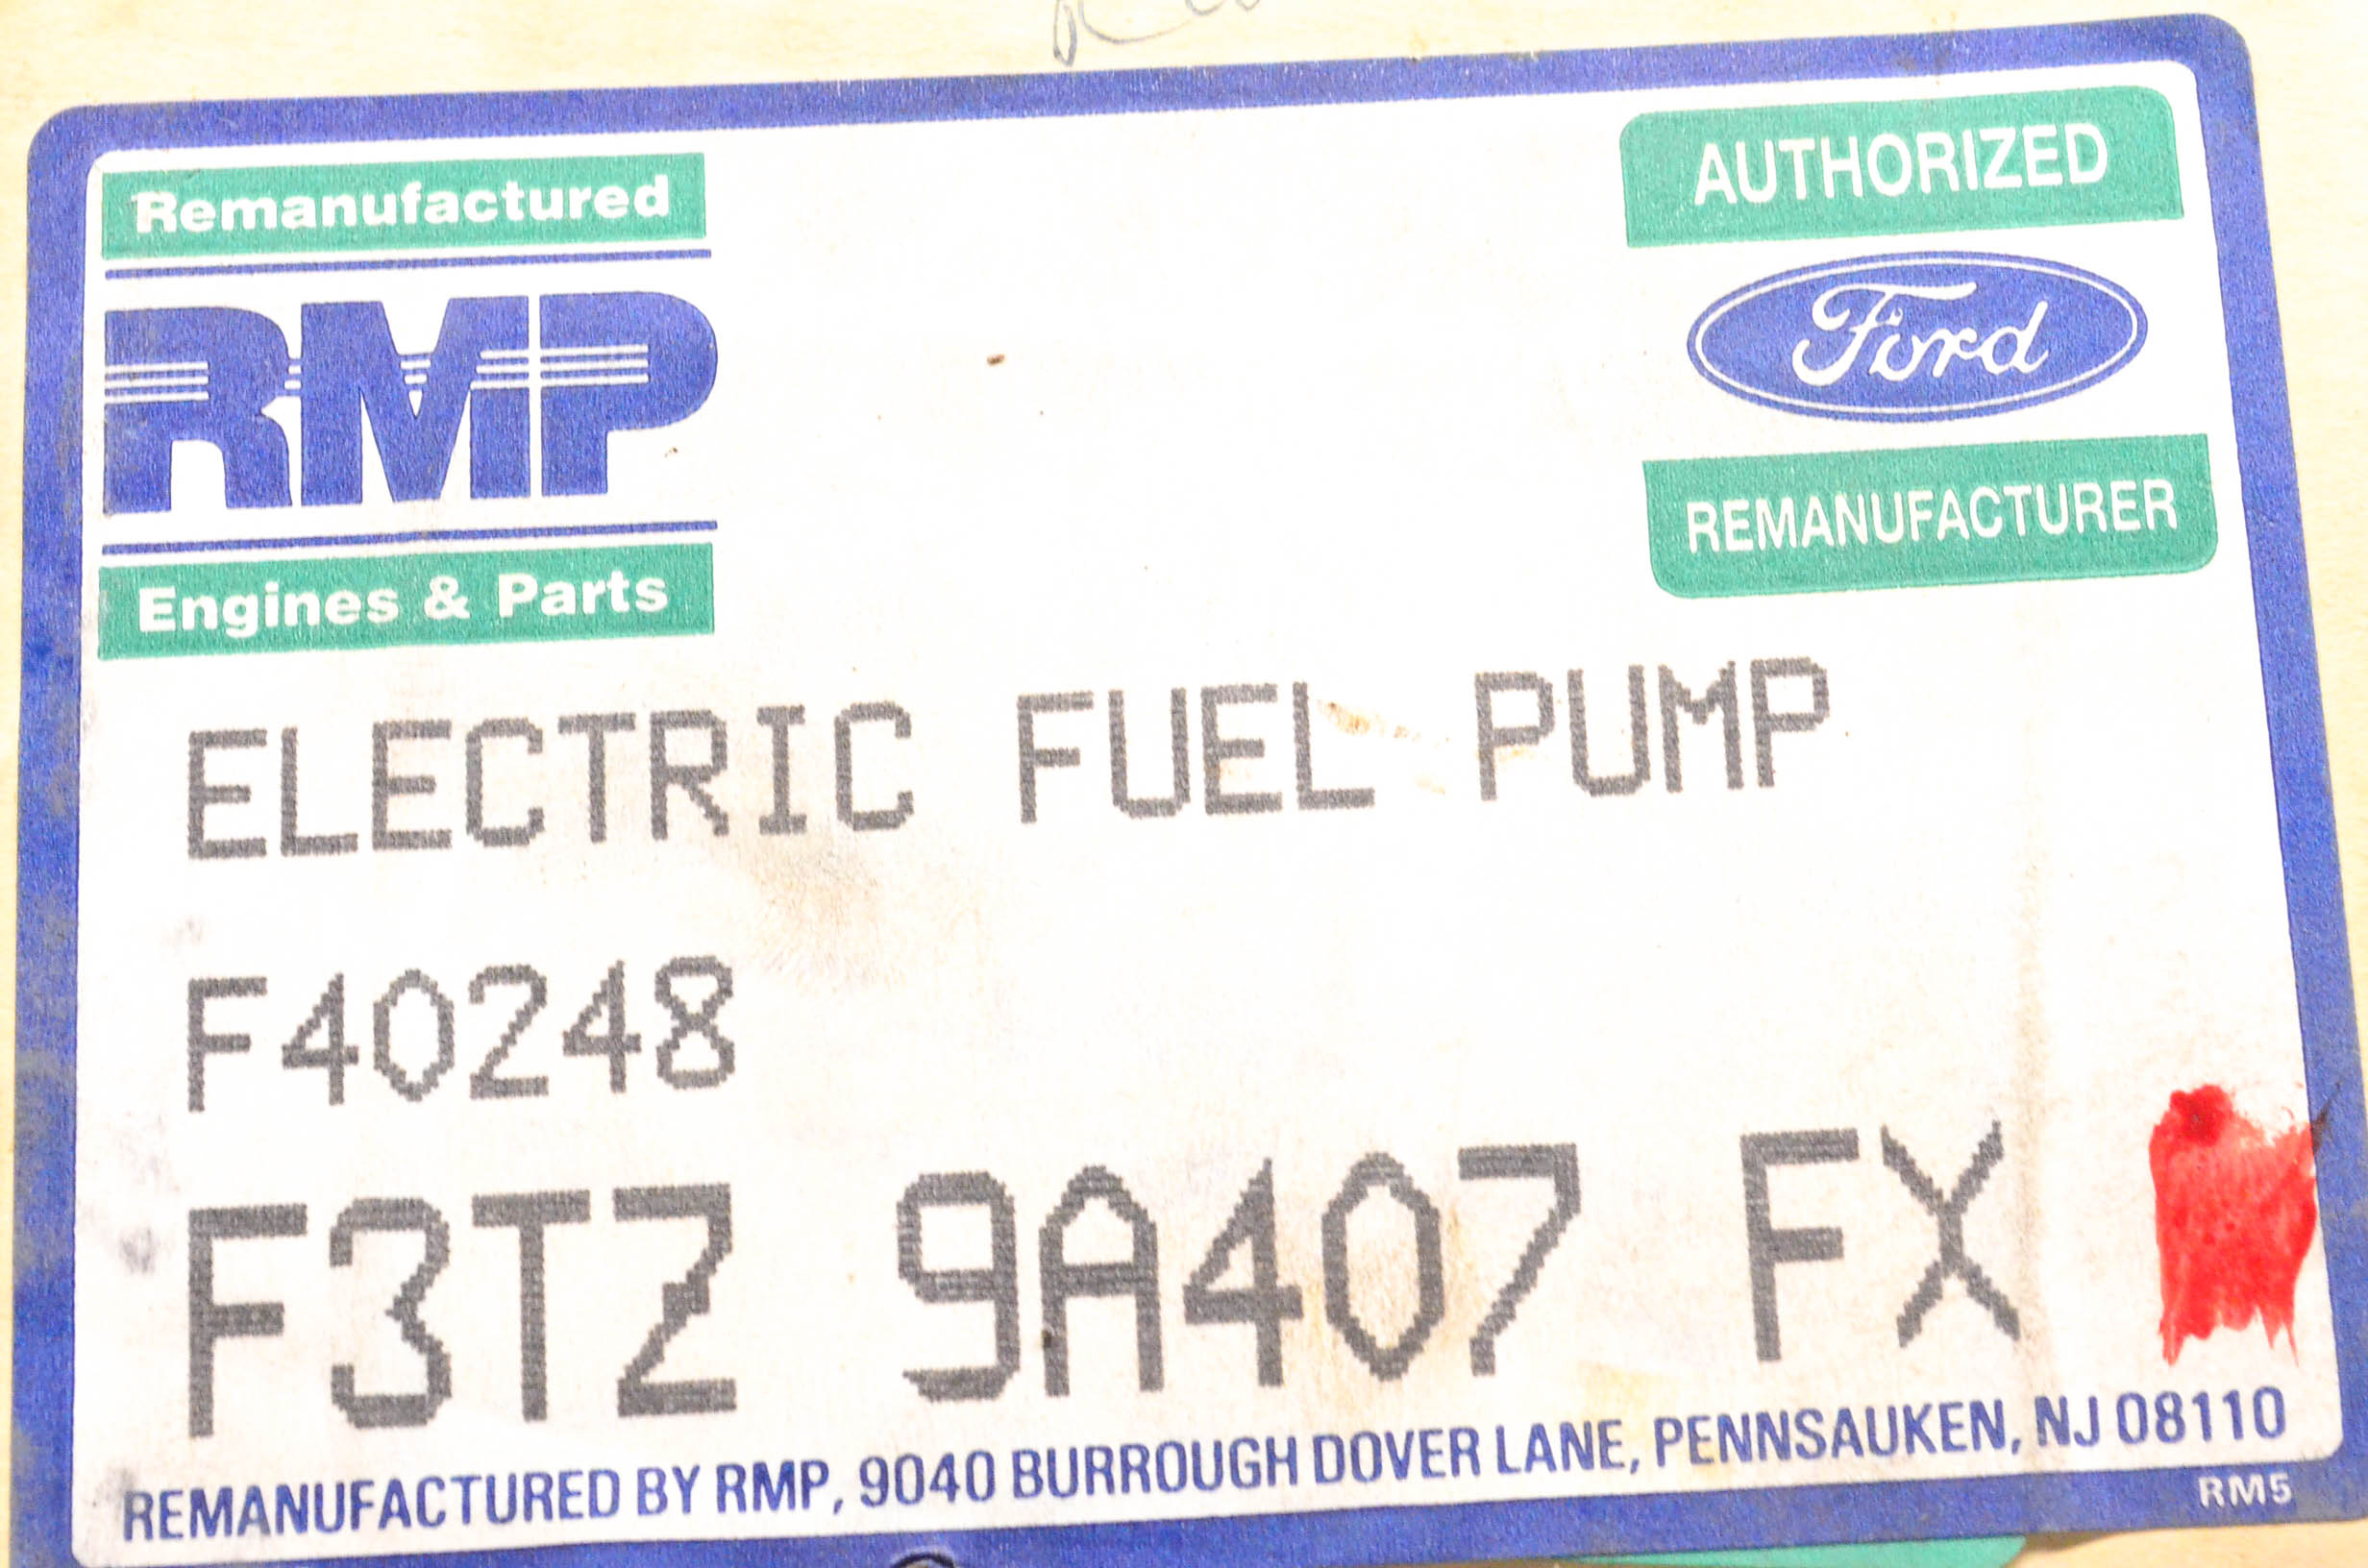 Remanufactured
RMP
Engines & Parts
AUTHORIZED
Ford
REMANUFACTURER
ELECTRIC FUEL PUMP
F40248
F3TZ 9A407 FX
REMANUFACTURED BY RMP, 9040 BURROUGH DOVER LANE, PENNSAUKEN, NJ 08110
RM5